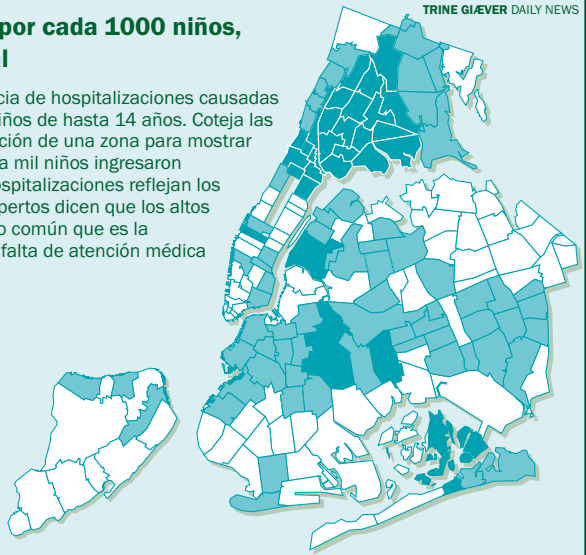 TRINE GIÆVER DAILY NEWS
por cada 1000 niños,
cia de hospitalizaciones causadas
iños de hasta 14 años. Coteja las
ción de una zona para mostrar
a mil niños ingresaron
ospitalizaciones reflejan los
pertos dicen que los altos
o común que es la
falta de atención médica